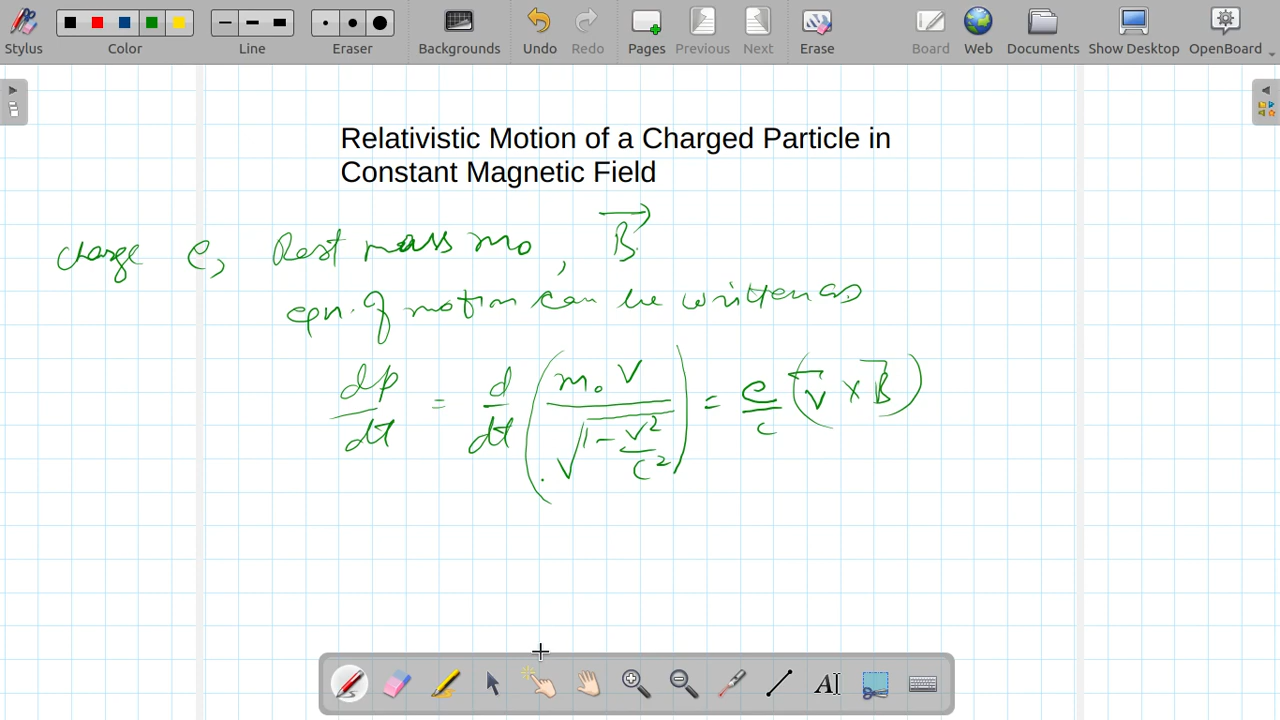 Stylus Color Line Eraser Backgrounds Undo Redo Pages Previous Next Erase Board Web Documents Show Desktop OpenBoard
Relativistic Motion of a Charged Particle in
Constant Magnetic Field
charge e, Rest mass m₀, B⃗
eqn. of motion can be written as
dp/dt = d/dt (m₀ v / √(1 - v²/c²)) = e/c (v⃗ × B⃗)
AI